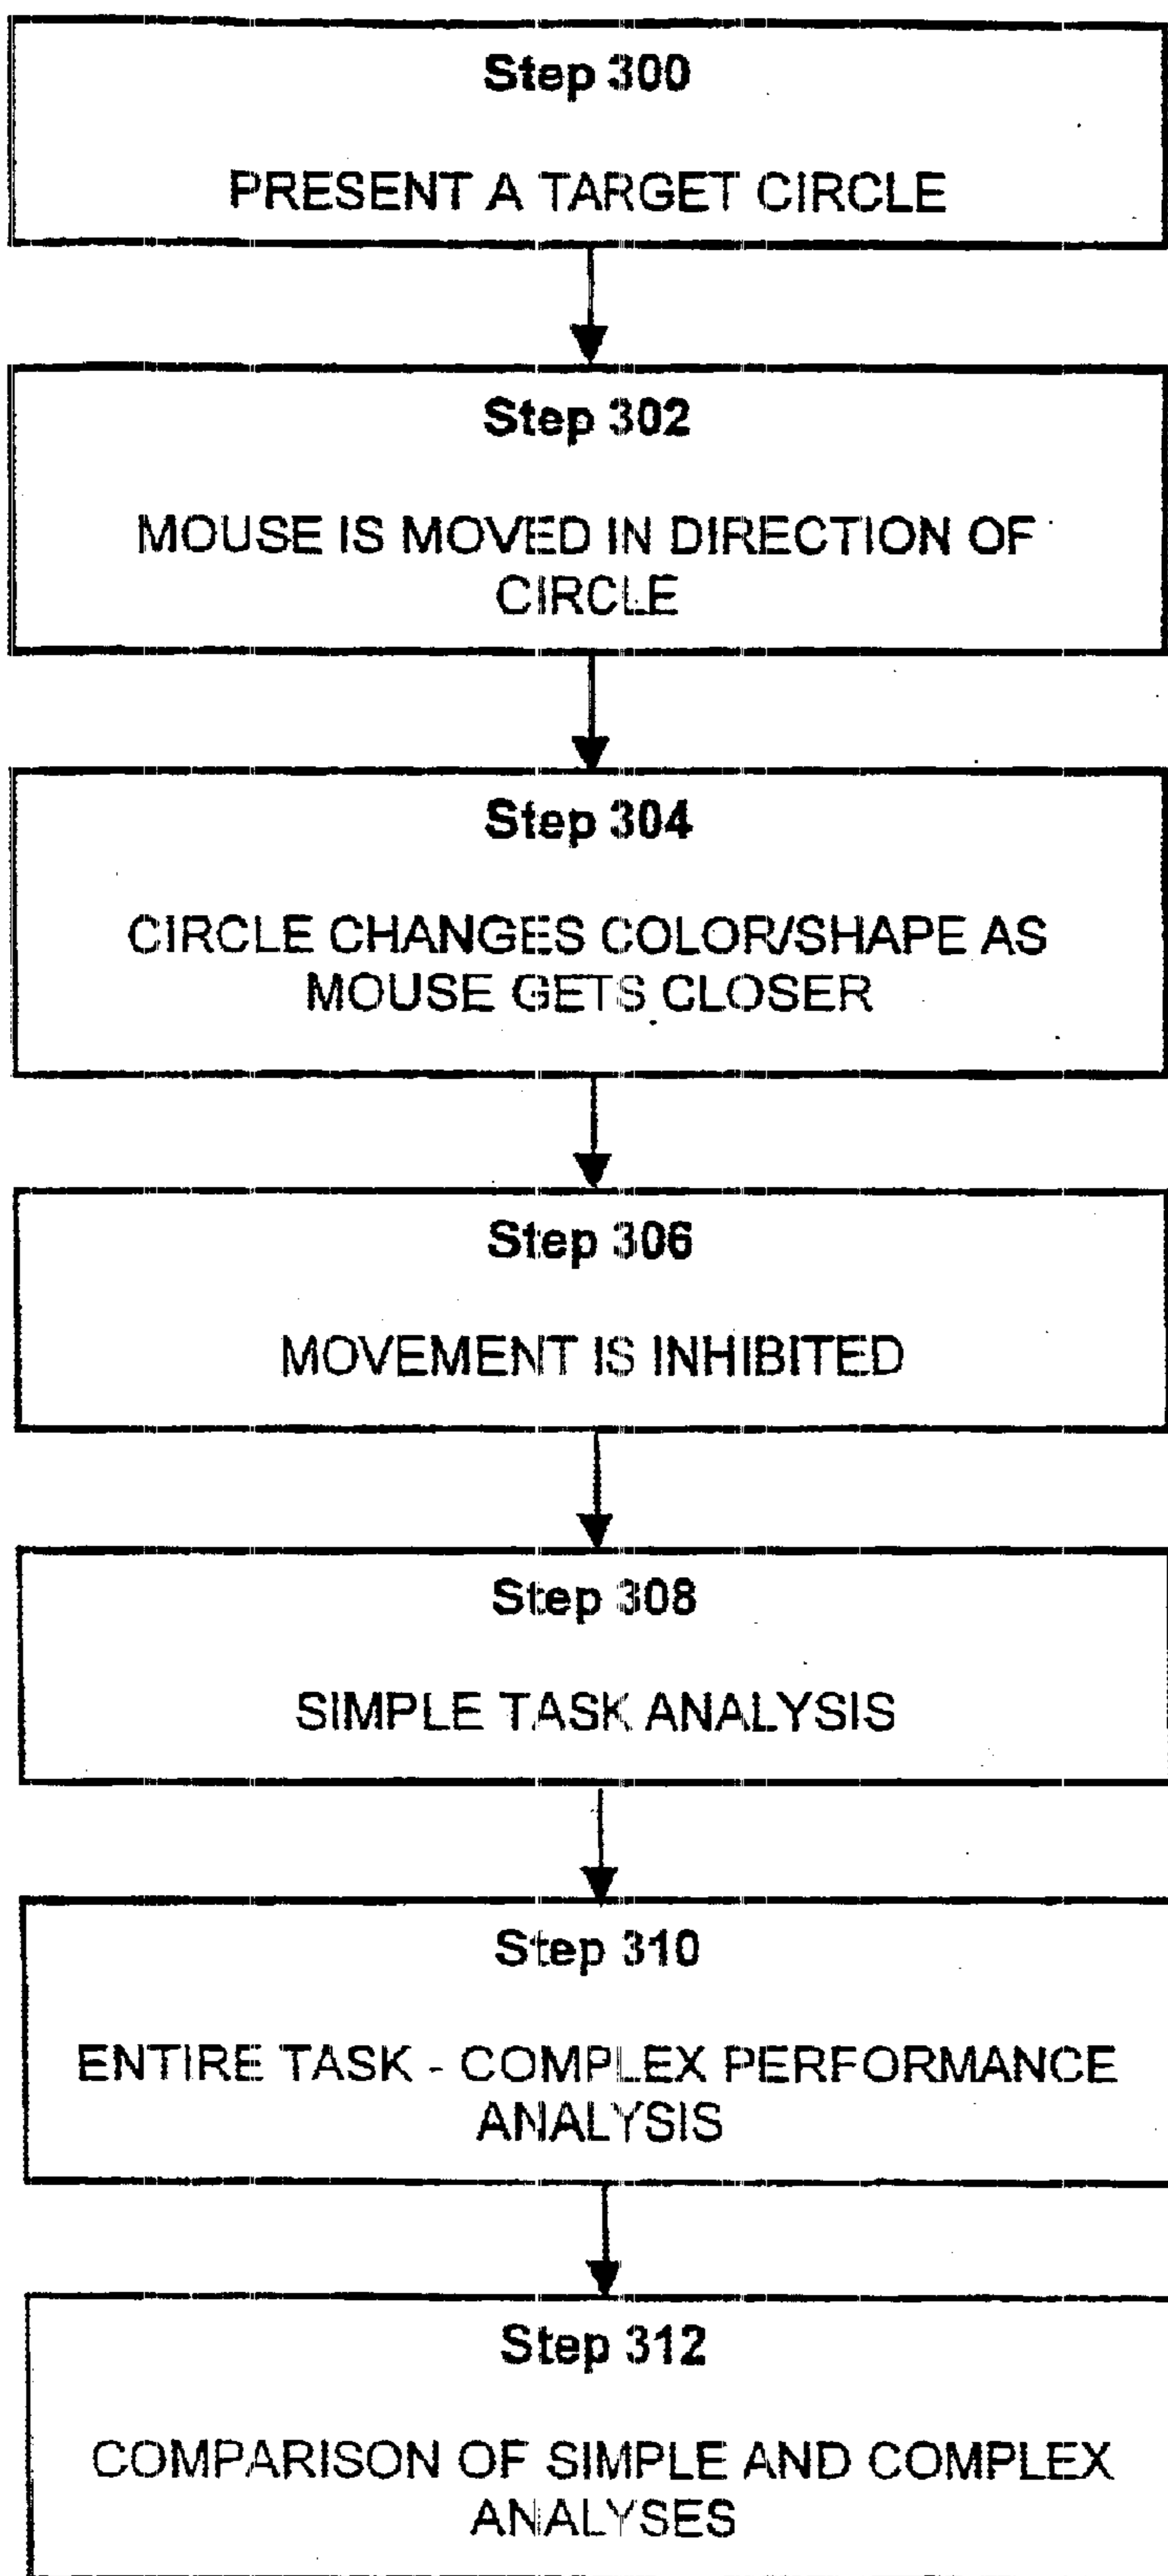 Step 300
PRESENT A TARGET CIRCLE
Step 302
MOUSE IS MOVED IN DIRECTION OF
CIRCLE
Step 304
CIRCLE CHANGES COLOR/SHAPE AS
MOUSE GETS CLOSER
Step 306
MOVEMENT IS INHIBITED
Step 308
SIMPLE TASK ANALYSIS
Step 310
ENTIRE TASK - COMPLEX PERFORMANCE
ANALYSIS
Step 312
COMPARISON OF SIMPLE AND COMPLEX
ANALYSES